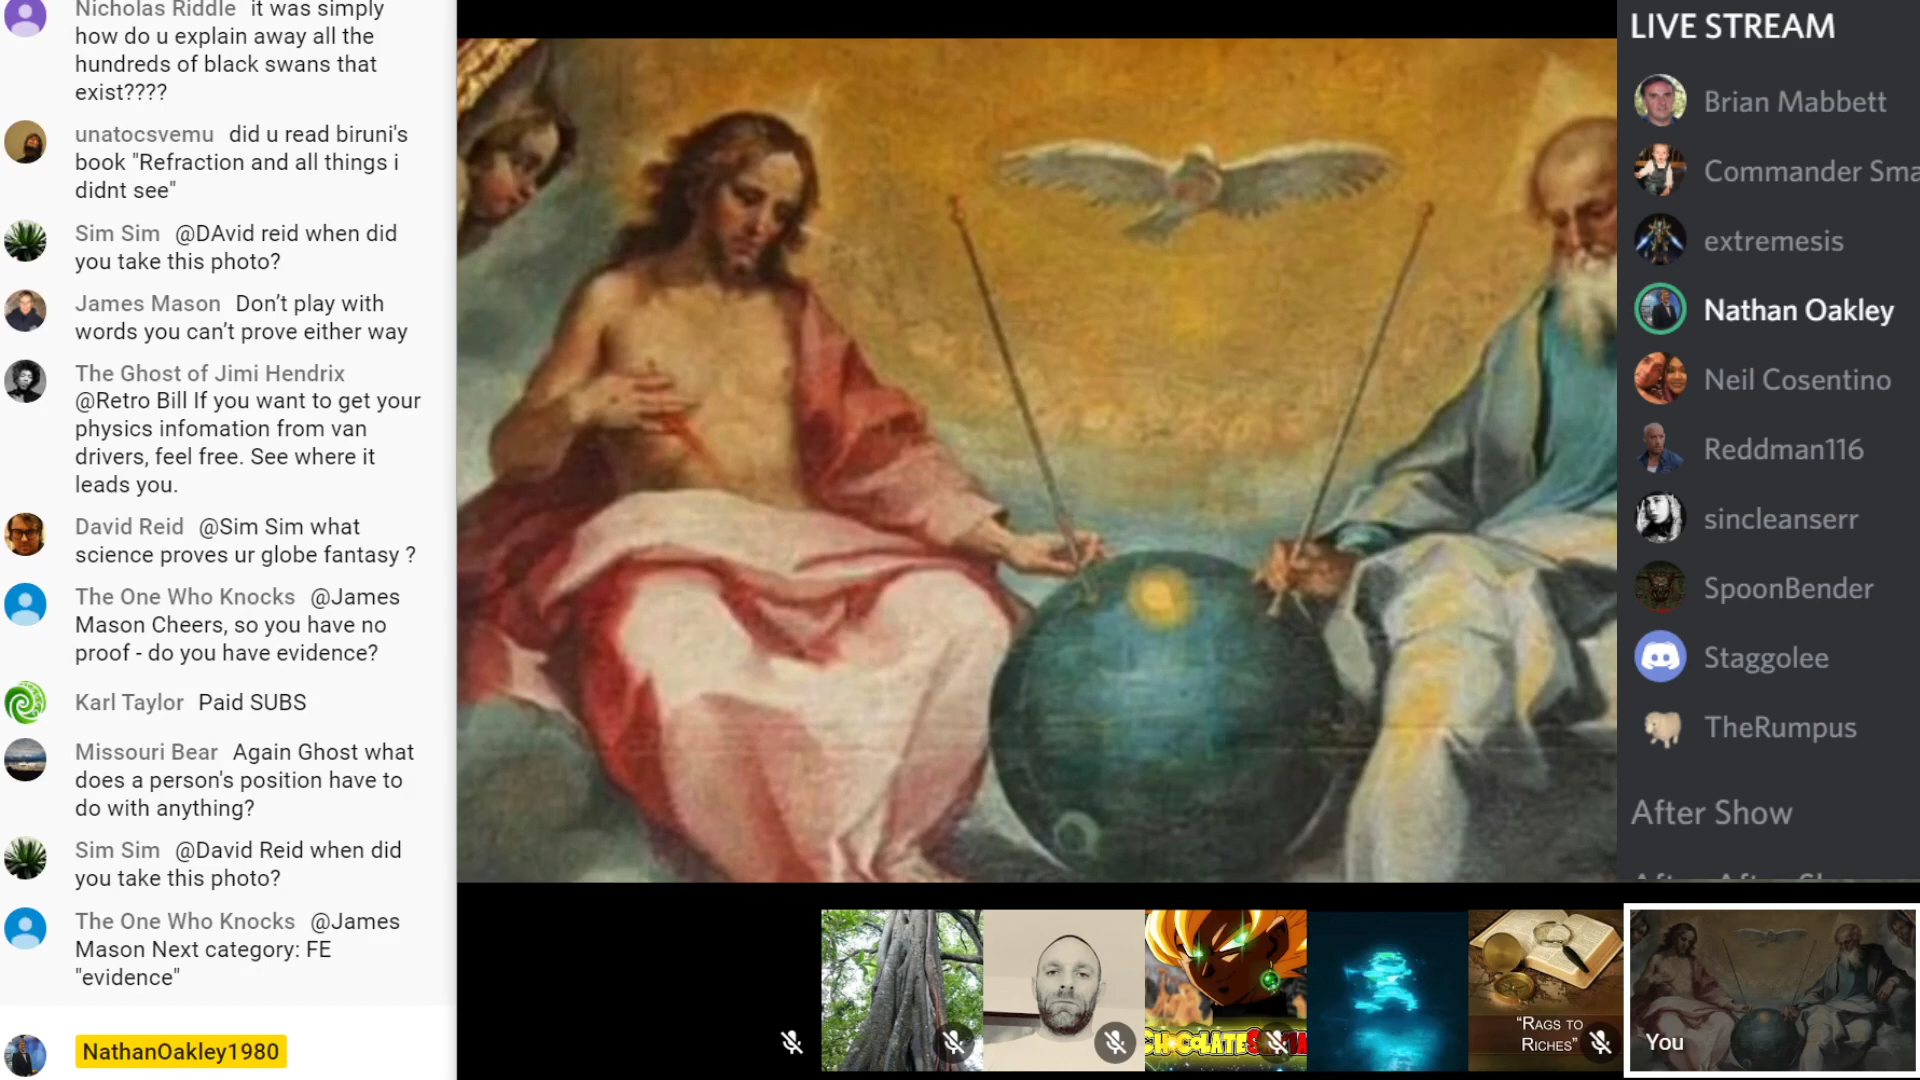 Nicholas Riddle it was simply
how do u explain away all the
hundreds of black swans that
exist????
unatocsvemu did u read biruni's
book "Refraction and all things i
didnt see"
Sim Sim @DAvid reid when did
you take this photo?
James Mason Don’t play with
words you can’t prove either way
The Ghost of Jimi Hendrix
@Retro Bill If you want to get your
physics infomation from van
drivers, feel free. See where it
leads you.
David Reid @Sim Sim what
science proves ur globe fantasy ?
The One Who Knocks @James
Mason Cheers, so you have no
proof - do you have evidence?
Karl Taylor Paid SUBS
Missouri Bear Again Ghost what
does a person's position have to
do with anything?
Sim Sim @David Reid when did
you take this photo?
The One Who Knocks @James
Mason Next category: FE
"evidence"
NathanOakley1980
LIVE STREAM
Brian Mabbett
Commander Sma
extremesis
Nathan Oakley
Neil Cosentino
Reddman116
sincleanserr
SpoonBender
Staggolee
TheRumpus
After Show
“RAGS TO
RICHES”
You